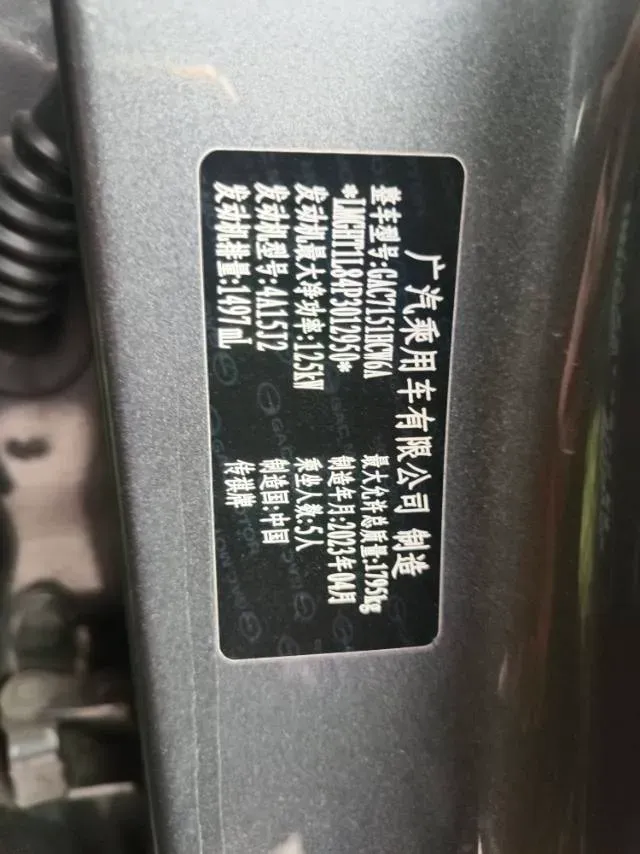 广汽乘用车有限公司 制造
整车型号:GAC7151BCW6A 最大允许总质量:1795kg
*LMGHT1L84P3012950* 制造年月:2023年04月
发动机最大净功率:125kW 乘坐人数:5人
发动机型号:4A15J2 制造国:中国
发动机排量:1497mL 传祺牌